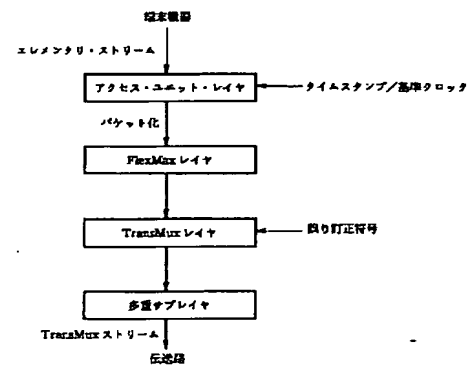 端末機器
エレメンタリ・ストリーム
アクセス・ユニット・レイヤ
タイムスタンプ/基準クロック
パケット化
FlexMax レイヤ
TransMux レイヤ
誤り訂正符号
多重サブレイヤ
TransMux ストリーム
伝送路